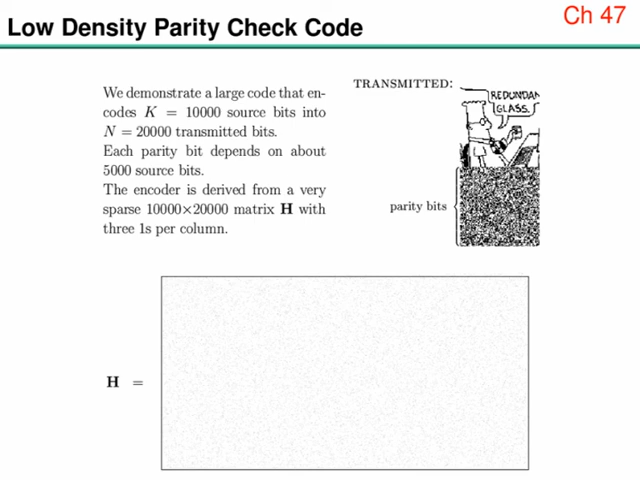 Low Density Parity Check Code
Ch 47
We demonstrate a large code that en-
codes K = 10000 source bits into
N = 20000 transmitted bits.
Each parity bit depends on about
5000 source bits.
The encoder is derived from a very
sparse 10000×20000 matrix H with
three 1s per column.
TRANSMITTED:
REDUNDAN
GLASS.
parity bits
H =